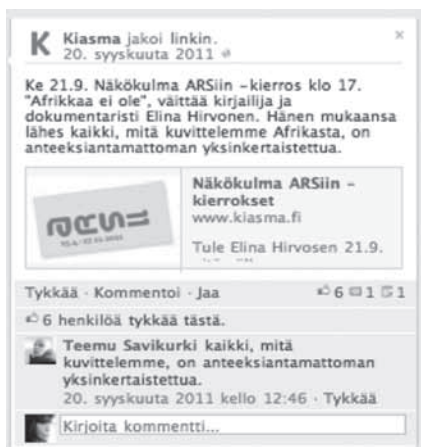 K Kiasma jakoi linkin.
20. syyskuuta 2011
Ke 21.9. Näkökulma ARSiin –kierros klo 17.
"Afrikkaa ei ole", väittää kirjailija ja
dokumentaristi Elina Hirvonen. Hänen mukaansa
lähes kaikki, mitä kuvittelemme Afrikasta, on
anteeksiantamattoman yksinkertaistettua.
Näkökulma ARSiin –
kierrokset
www.kiasma.fi
Tule Elina Hirvosen 21.9.
Tykkää · Kommentoi · Jaa 6 1 1
6 henkilöä tykkää tästä.
Teemu Savikurki kaikki, mitä
kuvittelemme, on anteeksiantamattoman
yksinkertaistettua.
20. syyskuuta 2011 kello 12:46 · Tykkää
Kirjoita kommentti...